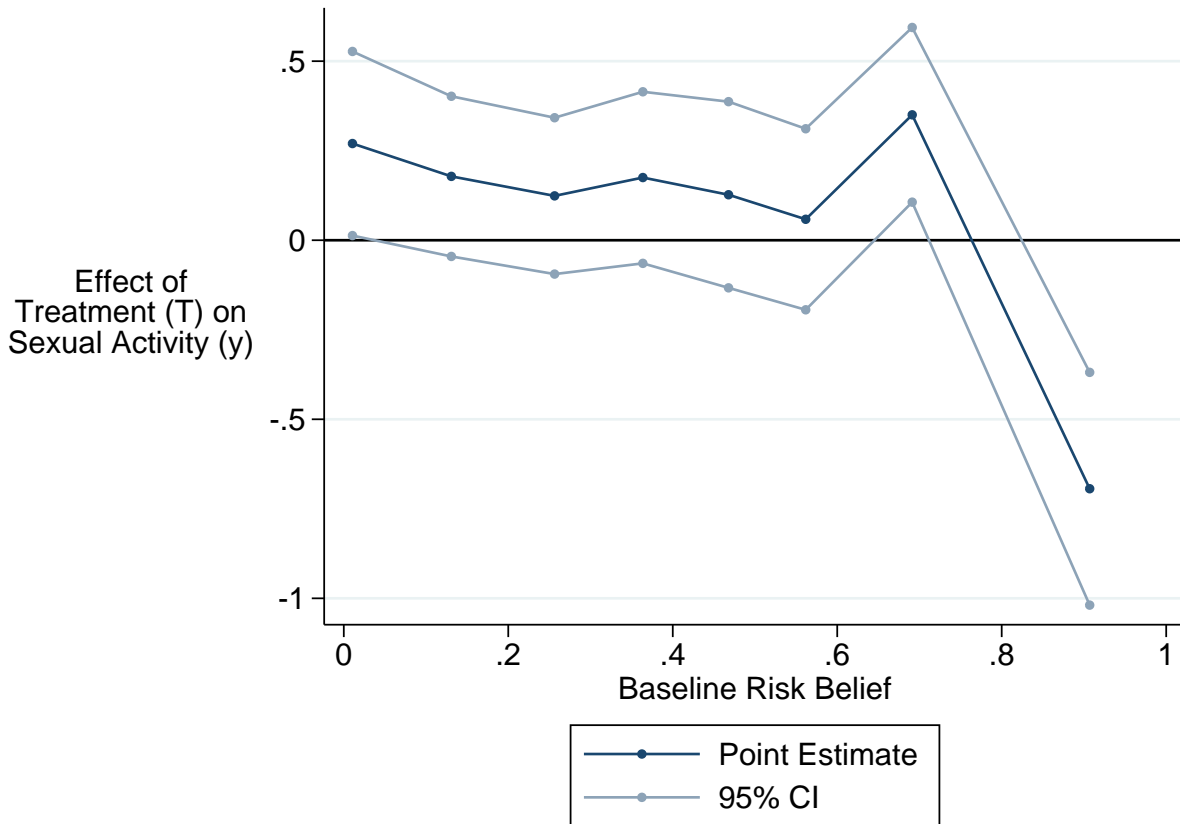 .5
0
-.5
-1
Effect of
Treatment (T) on
Sexual Activity (y)
0 .2 .4 .6 .8 1
Baseline Risk Belief
Point Estimate
95% CI